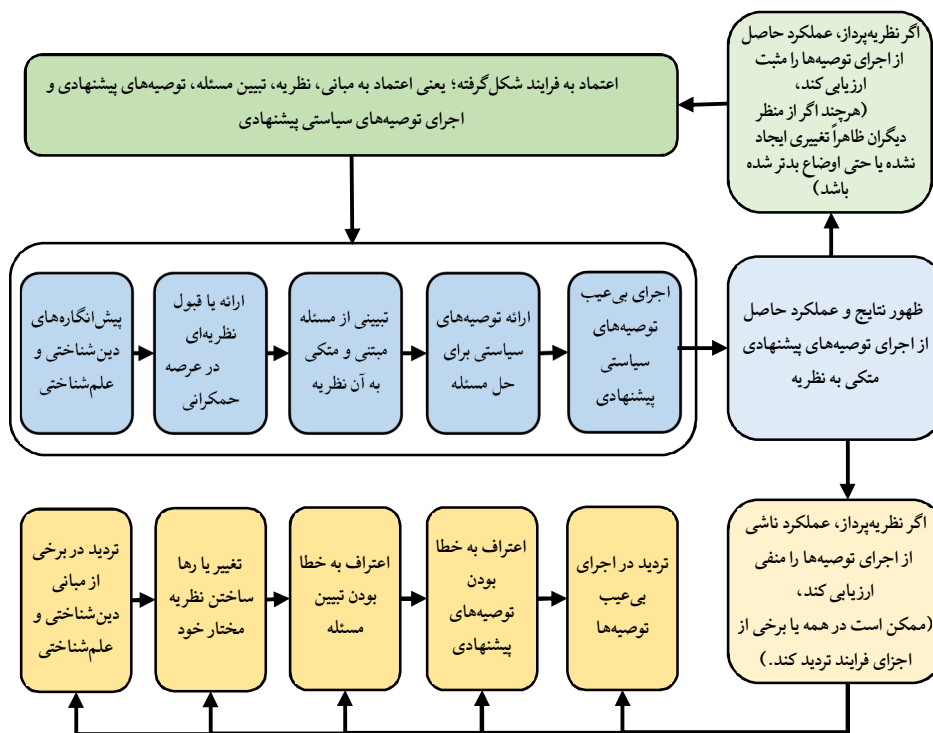 اگر نظریه‌پرداز، عملکرد حاصل
از اجرای توصیه‌ها را مثبت
ارزیابی کند،
(هرچند اگر از منظر
دیگران ظاهراً تغییری ایجاد
نشده یا حتی اوضاع بدتر شده
باشد)
اعتماد به فرایند شکل‌گرفته؛ یعنی اعتماد به مبانی، نظریه، تبیین مسئله، توصیه‌های پیشنهادی و
اجرای توصیه‌های سیاستی پیشنهادی
پیش‌انگاره‌های
دین‌شناختی و
علم‌شناختی
ارائه یا قبول
نظریه‌ای
در عرصه
حمکرانی
تبیینی از مسئله
مبتنی و متکی
به آن نظریه
ارائه توصیه‌های
سیاستی برای
حل مسئله
اجرای بی‌عیب
توصیه‌های
سیاستی
پیشنهادی
ظهور نتایج و عملکرد حاصل
از اجرای توصیه‌های پیشنهادی
متکی به نظریه
اگر نظریه‌پرداز، عملکرد ناشی
از اجرای توصیه‌ها را منفی
ارزیابی کند،
(ممکن است در همه یا برخی از
اجزای فرایند تردید کند.)
تردید در برخی
از مبانی
دین‌شناختی و
علم‌شناختی
تغییر یا رها
ساختن نظریه
مختار خود
اعتراف به خطا
بودن تبیین
مسئله
اعتراف به خطا
بودن
توصیه‌های
پیشنهادی
تردید در اجرای
بی‌عیب
توصیه‌ها